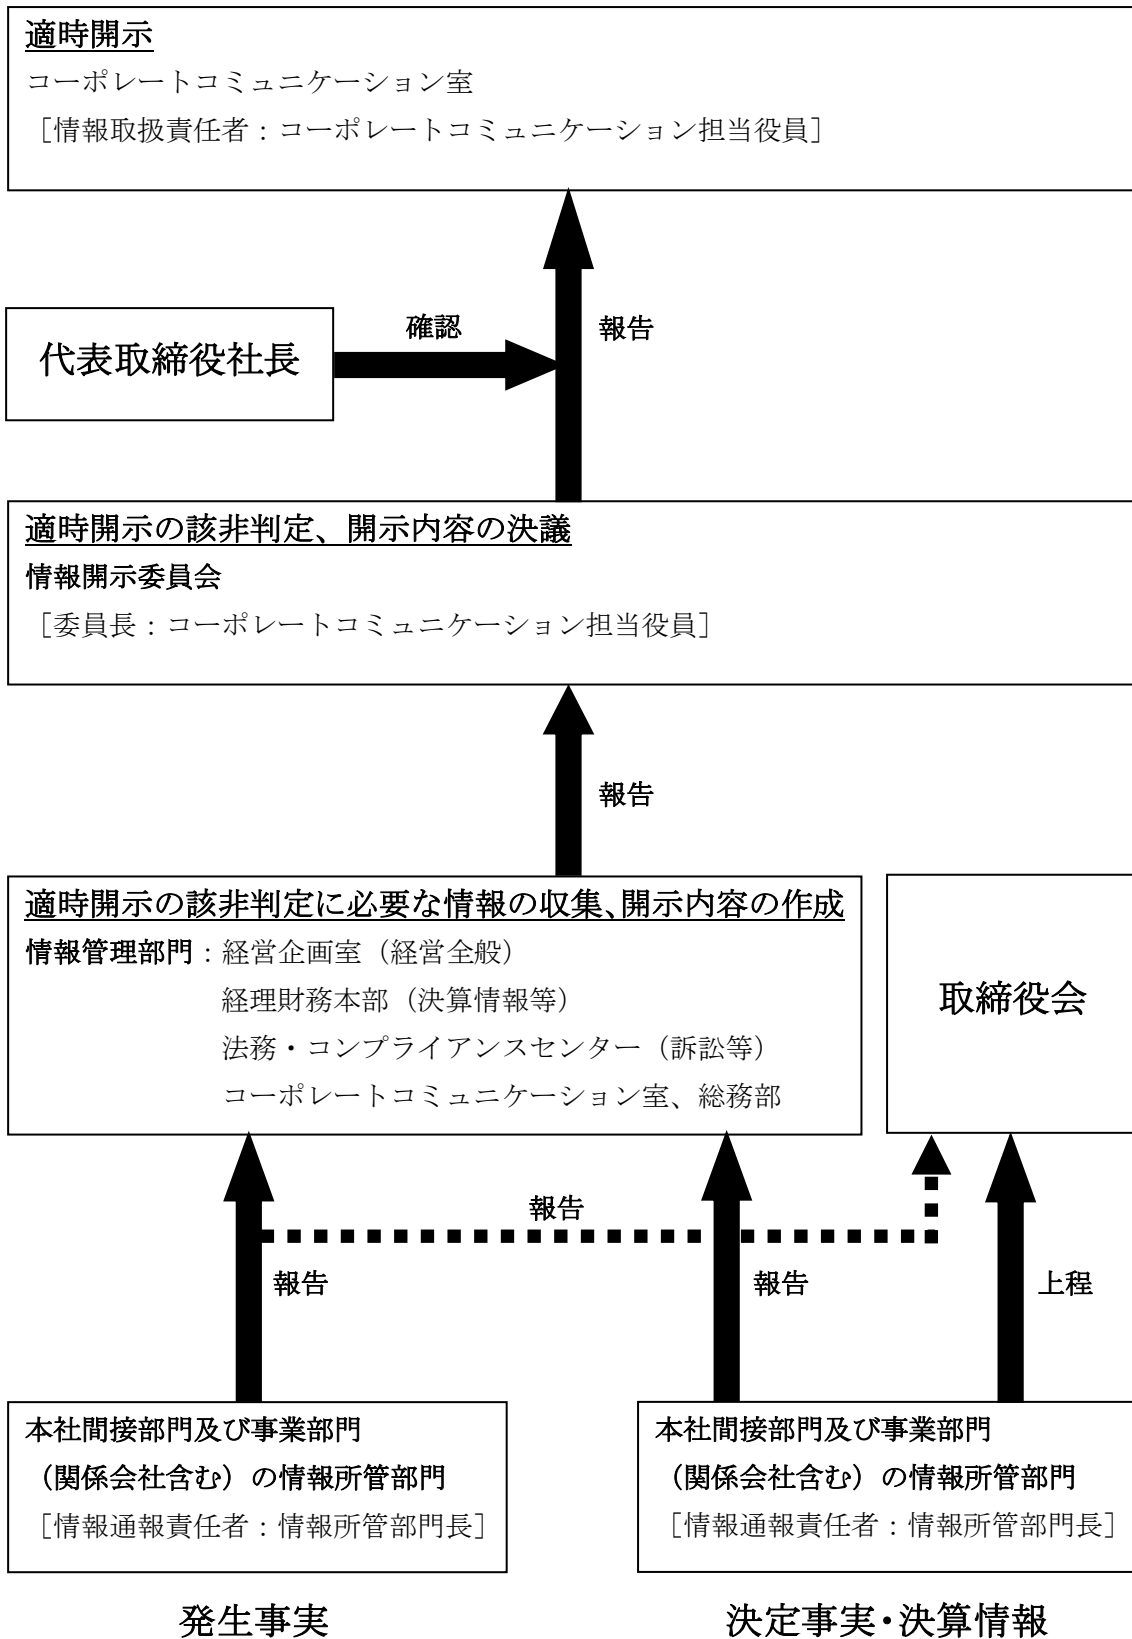 適時開示
コーポレートコミュニケーション室
［情報取扱責任者：コーポレートコミュニケーション担当役員］
確認
報告
代表取締役社長
適時開示の該非判定、開示内容の決議
情報開示委員会
［委員長：コーポレートコミュニケーション担当役員］
報告
適時開示の該非判定に必要な情報の収集、開示内容の作成
情報管理部門：経営企画室（経営全般）
経理財務本部（決算情報等）
法務・コンプライアンスセンター（訴訟等）
コーポレートコミュニケーション室、総務部
取締役会
報告
報告
報告
上程
本社間接部門及び事業部門
（関係会社含む）の情報所管部門
［情報通報責任者：情報所管部門長］
本社間接部門及び事業部門
（関係会社含む）の情報所管部門
［情報通報責任者：情報所管部門長］
発生事実
決定事実・決算情報